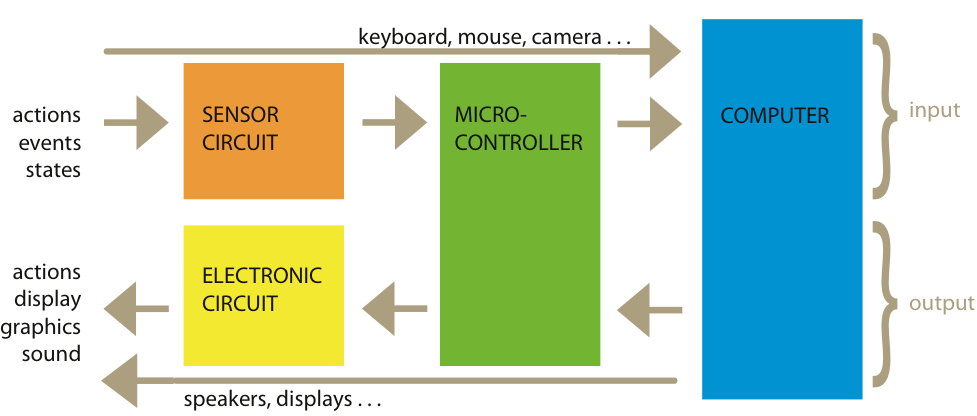 keyboard, mouse, camera . . .
actions
events
states
SENSOR
CIRCUIT
MICRO-
CONTROLLER
COMPUTER
input
actions
display
graphics
sound
ELECTRONIC
CIRCUIT
output
speakers, displays . . .